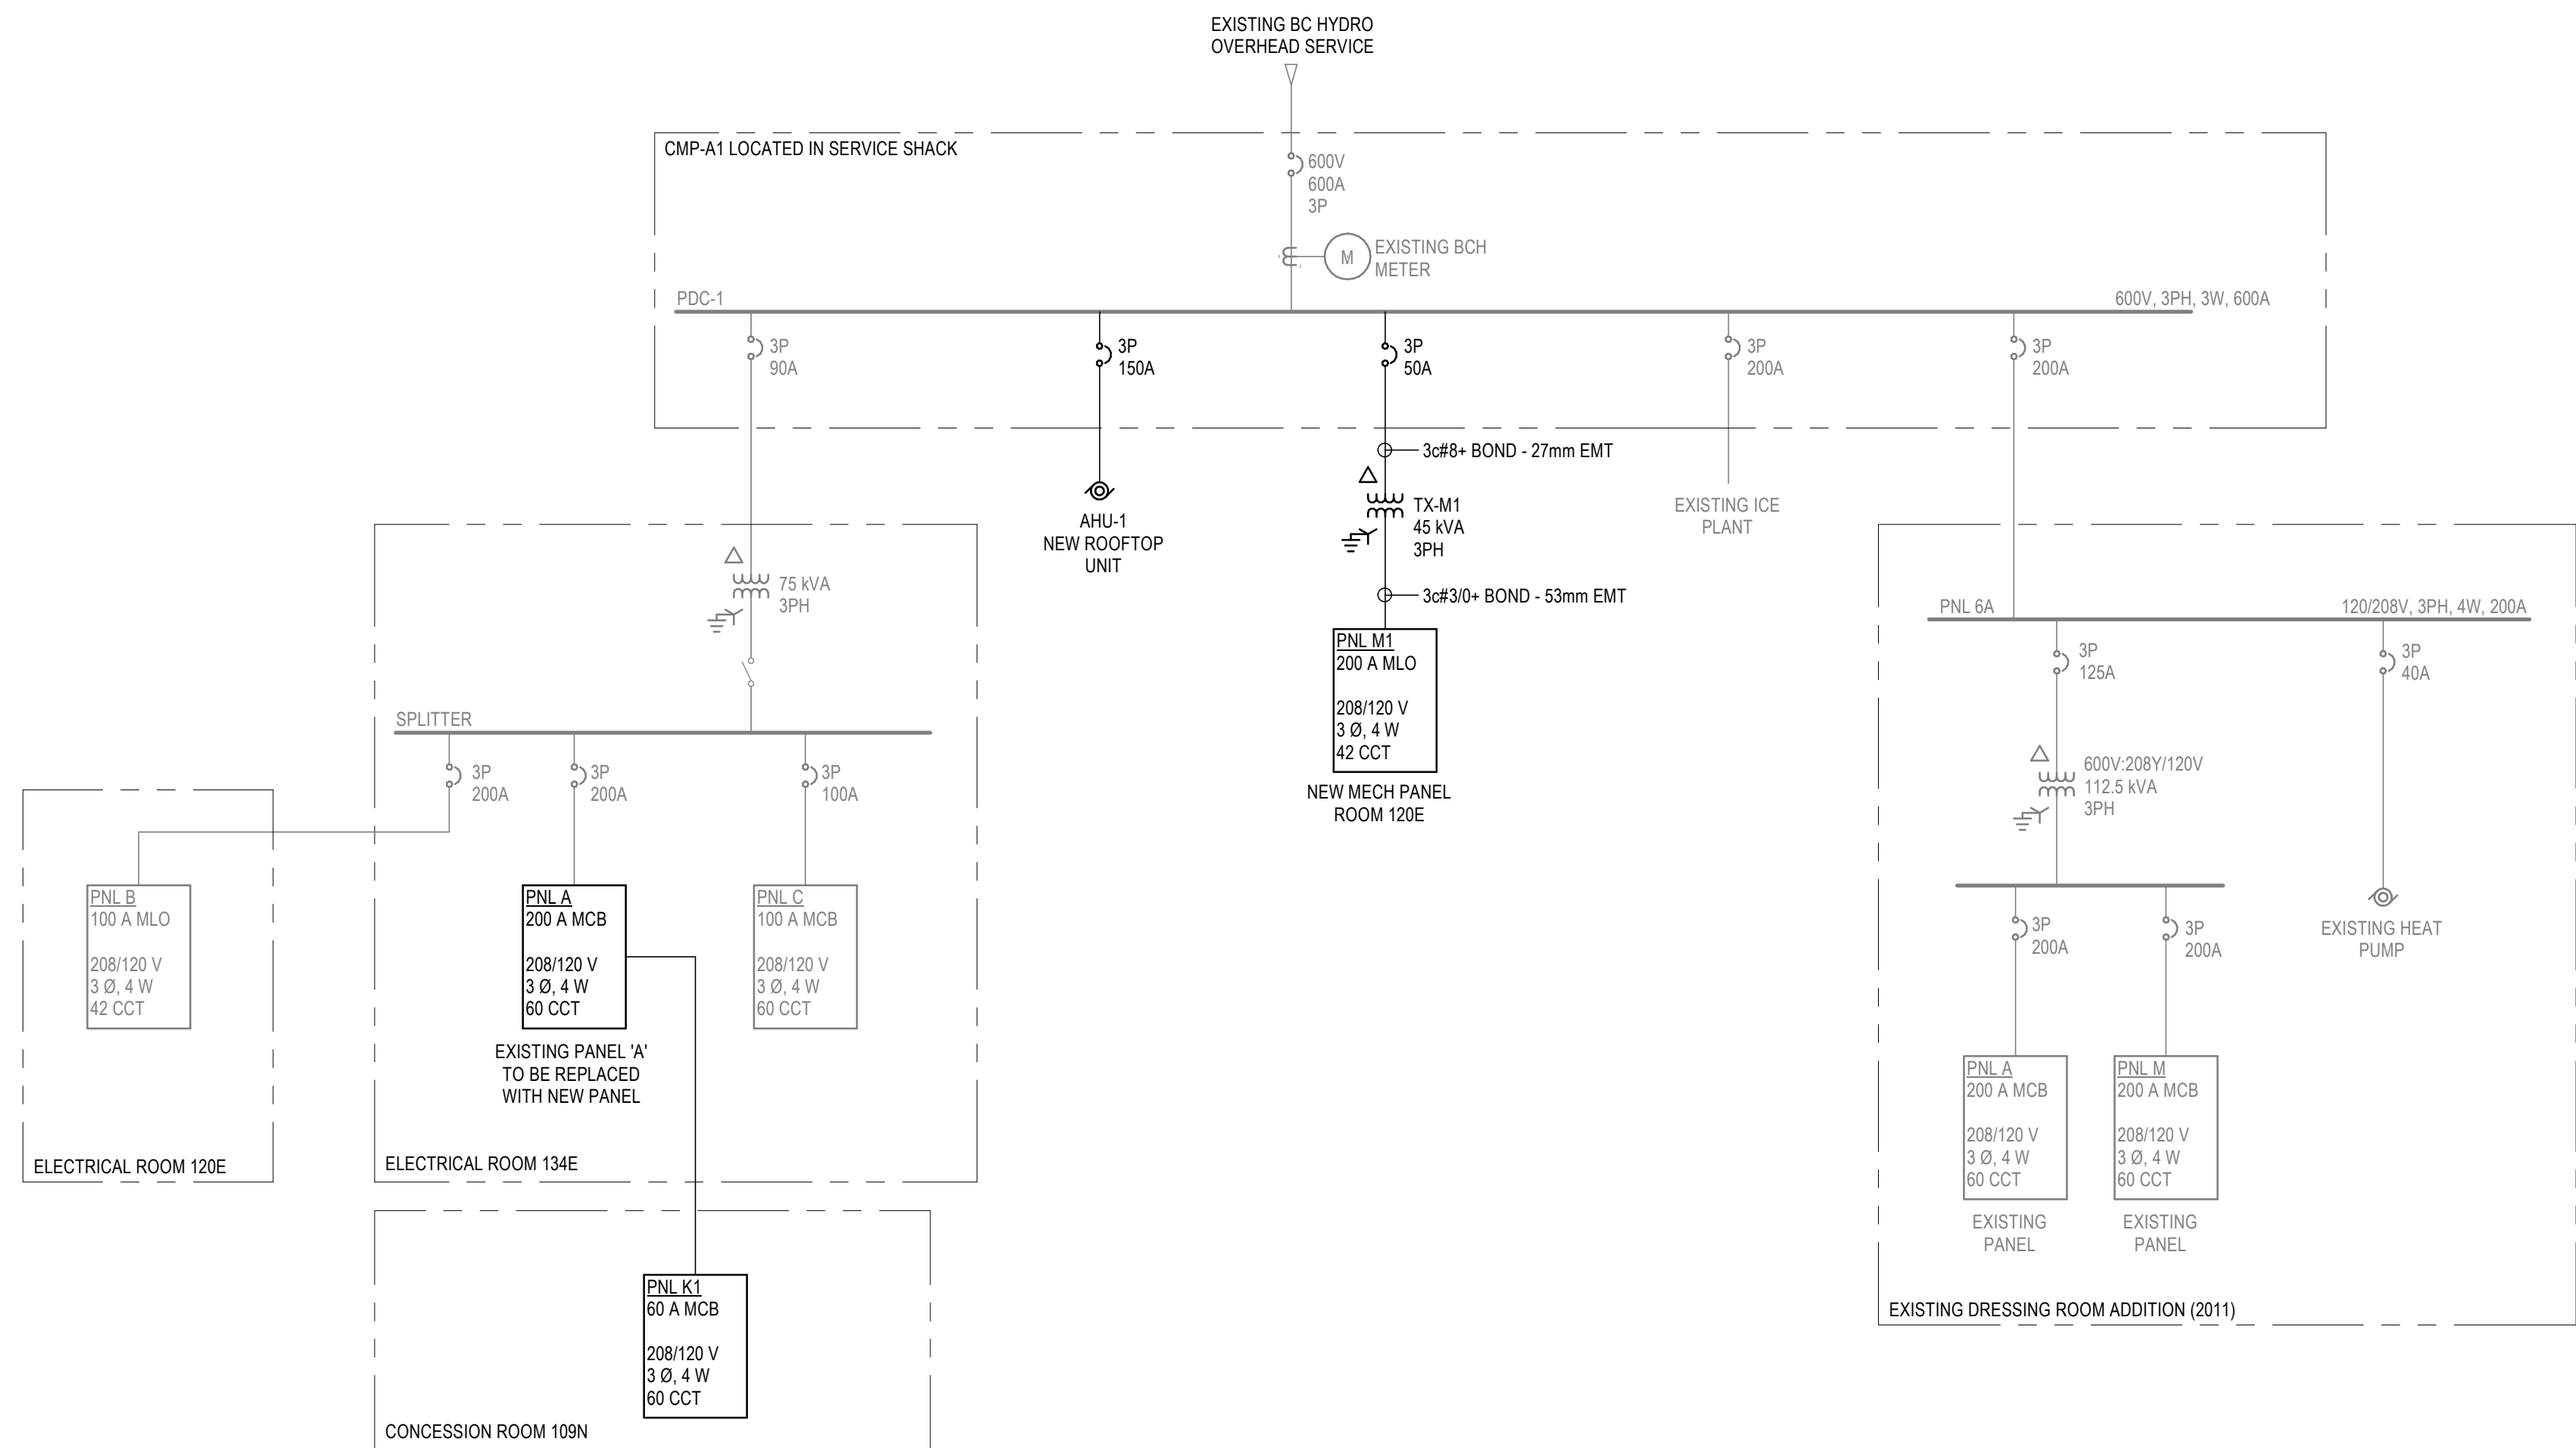 EXISTING BC HYDRO
OVERHEAD SERVICE
CMP-A1 LOCATED IN SERVICE SHACK
600V
600A
3P
M
EXISTING BCH
METER
PDC-1
600V, 3PH, 3W, 600A
3P
90A
3P
150A
3P
50A
3P
200A
3P
200A
3c#8+ BOND - 27mm EMT
TX-M1
45 kVA
3PH
3c#3/0+ BOND - 53mm EMT
PNL M1
200 A MLO
208/120 V
3 Ø, 4 W
42 CCT
NEW MECH PANEL
ROOM 120E
AHU-1
NEW ROOFTOP
UNIT
EXISTING ICE
PLANT
75 kVA
3PH
SPLITTER
3P
200A
3P
200A
3P
100A
PNL B
100 A MLO
208/120 V
3 Ø, 4 W
42 CCT
ELECTRICAL ROOM 120E
PNL A
200 A MCB
208/120 V
3 Ø, 4 W
60 CCT
EXISTING PANEL 'A'
TO BE REPLACED
WITH NEW PANEL
PNL C
100 A MCB
208/120 V
3 Ø, 4 W
60 CCT
ELECTRICAL ROOM 134E
PNL K1
60 A MCB
208/120 V
3 Ø, 4 W
60 CCT
CONCESSION ROOM 109N
PNL 6A
120/208V, 3PH, 4W, 200A
3P
125A
3P
40A
600V:208Y/120V
112.5 kVA
3PH
3P
200A
3P
200A
EXISTING HEAT
PUMP
PNL A
200 A MCB
208/120 V
3 Ø, 4 W
60 CCT
EXISTING
PANEL
PNL M
200 A MCB
208/120 V
3 Ø, 4 W
60 CCT
EXISTING
PANEL
EXISTING DRESSING ROOM ADDITION (2011)